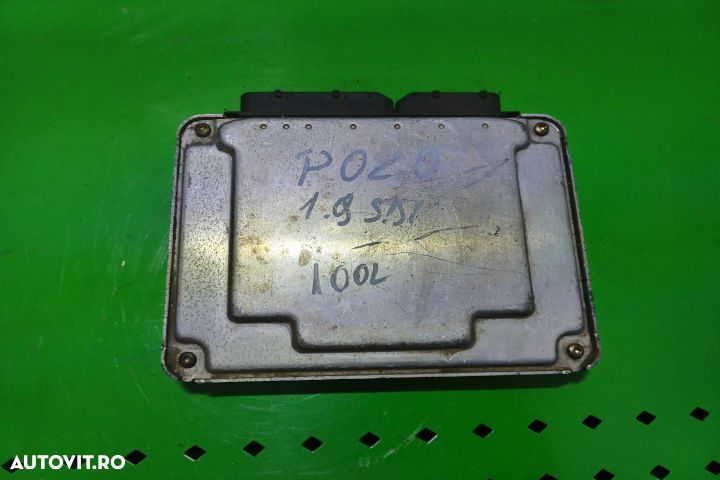 POLO
1.9 SDI
100L
AUTOVIT.RO